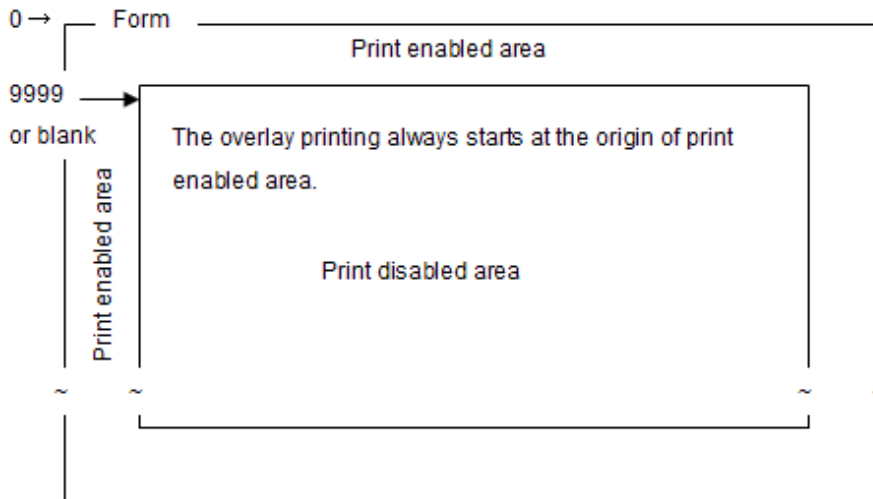 0 → Form
Print enabled area
9999
or blank
The overlay printing always starts at the origin of print
enabled area.
Print enabled area
Print disabled area
~ ~ ~ ~